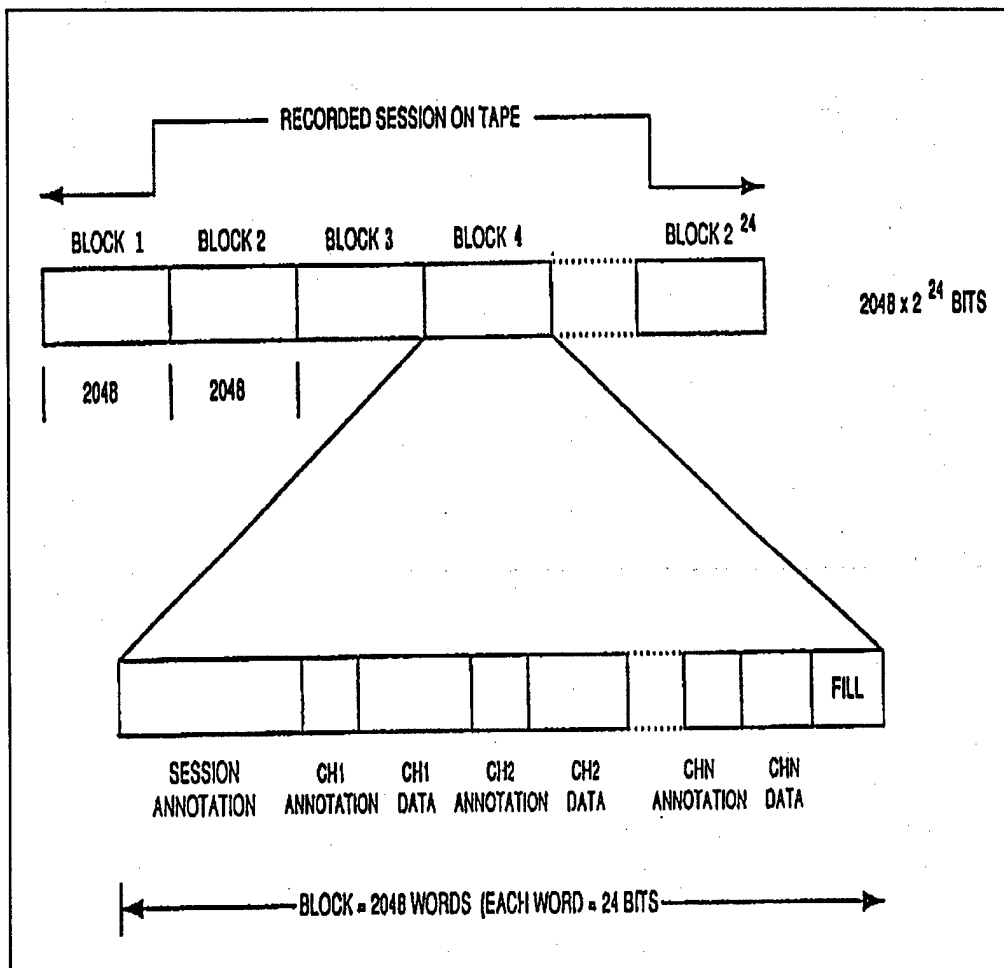 RECORDED SESSION ON TAPE
BLOCK 1 BLOCK 2 BLOCK 3 BLOCK 4 BLOCK 2 24
2048 x 2 24 BITS
2048 2048
FILL
SESSION ANNOTATION
CH1 ANNOTATION
CH1 DATA
CH2 ANNOTATION
CH2 DATA
CHN ANNOTATION
CHN DATA
BLOCK = 2048 WORDS (EACH WORD = 24 BITS